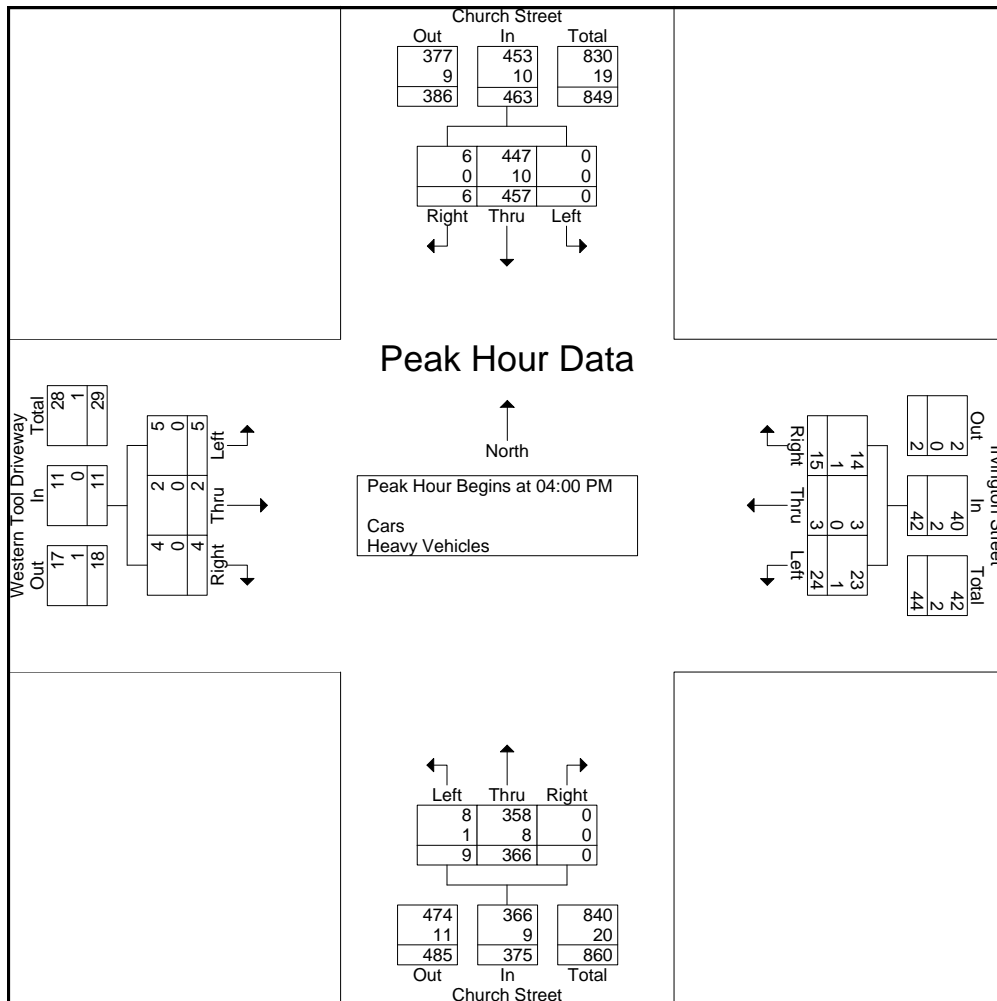 Church Street
Out In Total
377 453 830
9 10 19
386 463 849
6 447 0
0 10 0
6 457 0
Right Thru Left
Peak Hour Data
North
Peak Hour Begins at 04:00 PM
Cars
Heavy Vehicles
Western Tool Driveway
Out In Total
17 11 28
1 0 1
18 11 29
5 2 4
0 0 0
5 2 4
Left Thru Right
Irvington Street
Out In Total
2 40 42
0 2 2
2 42 44
Right Thru Left
14 3 23
1 0 1
15 3 24
Left Thru Right
8 358 0
1 8 0
9 366 0
474 366 840
11 9 20
485 375 860
Out In Total
Church Street